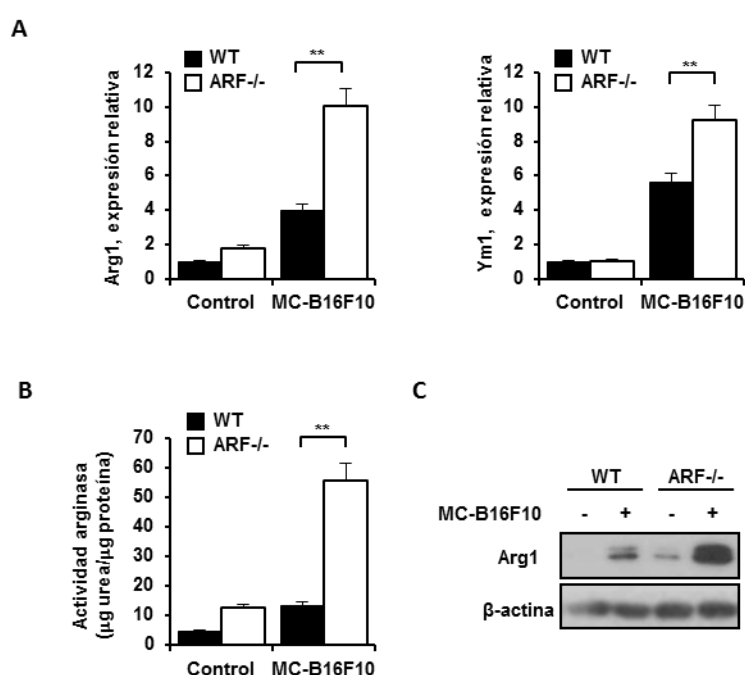 A
WT
ARF-/-
**
Arg1, expresión relativa
12
10
8
6
4
2
0
Control
MC-B16F10
WT
ARF-/-
**
Ym1, expresión relativa
12
10
8
6
4
2
0
Control
MC-B16F10
B
WT
ARF-/-
**
Actividad arginasa
(µg urea/µg proteína)
70
60
50
40
30
20
10
0
Control
MC-B16F10
C
WT
ARF-/-
MC-B16F10
- + - +
Arg1
β-actina